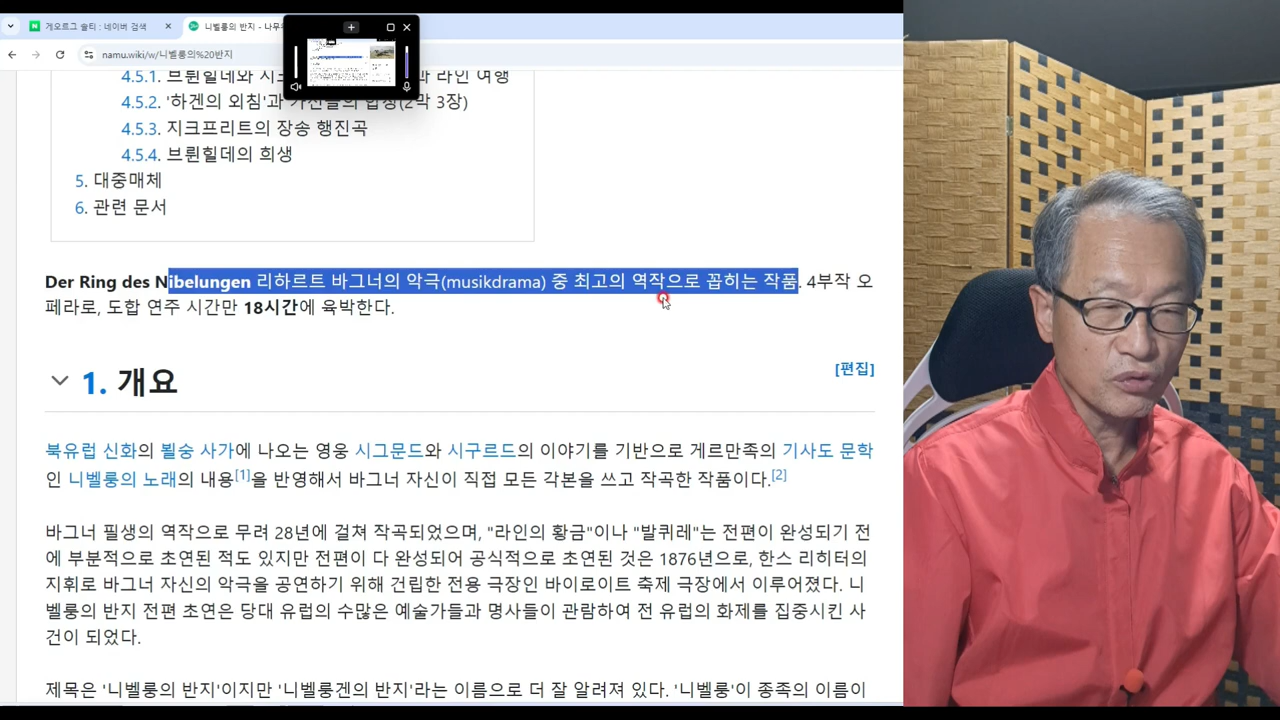 게오르그 솔티 : 네이버 검색
니벨룽의 반지 - 나무
namu.wiki/w/니벨룽의%20반지
4.5.1. 브륀힐데와 라인 여행
4.5.2. '하겐의 외침'과 가신들의 합창(2막 3장)
4.5.3. 지크프리트의 장송 행진곡
4.5.4. 브륀힐데의 희생
5. 대중매체
6. 관련 문서
Der Ring des Nibelungen 리하르트 바그너의 악극(musikdrama) 중 최고의 역작으로 꼽히는 작품. 4부작 오
페라로, 도합 연주 시간만 18시간에 육박한다.
1. 개요
[편집]
북유럽 신화의 뵐숭 사가에 나오는 영웅 시그문드와 시구르드의 이야기를 기반으로 게르만족의 기사도 문학
인 니벨룽의 노래의 내용[1]을 반영해서 바그너 자신이 직접 모든 각본을 쓰고 작곡한 작품이다.[2]
바그너 필생의 역작으로 무려 28년에 걸쳐 작곡되었으며, "라인의 황금"이나 "발퀴레"는 전편이 완성되기 전
에 부분적으로 초연된 적도 있지만 전편이 다 완성되어 공식적으로 초연된 것은 1876년으로, 한스 리히터의
지휘로 바그너 자신의 악극을 공연하기 위해 건립한 전용 극장인 바이로이트 축제 극장에서 이루어졌다. 니
벨룽의 반지 전편 초연은 당대 유럽의 수많은 예술가들과 명사들이 관람하여 전 유럽의 화제를 집중시킨 사
건이 되었다.
제목은 '니벨룽의 반지'이지만 '니벨룽겐의 반지'라는 이름으로 더 잘 알려져 있다. '니벨룽'이 종족의 이름이